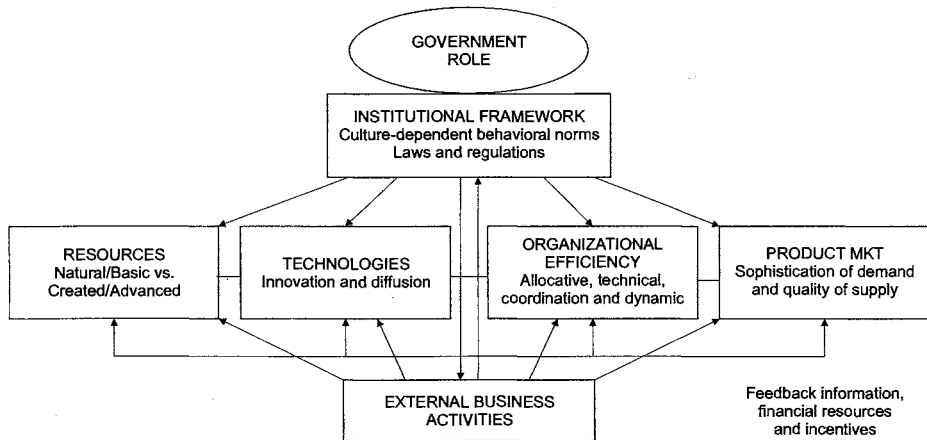 GOVERNMENT
ROLE
INSTITUTIONAL FRAMEWORK
Culture-dependent behavioral norms
Laws and regulations
RESOURCES
Natural/Basic vs.
Created/Advanced
TECHNOLOGIES
Innovation and diffusion
ORGANIZATIONAL
EFFICIENCY
Allocative, technical,
coordination and dynamic
PRODUCT MKT
Sophistication of demand
and quality of supply
EXTERNAL BUSINESS
ACTIVITIES
Feedback information,
financial resources
and incentives